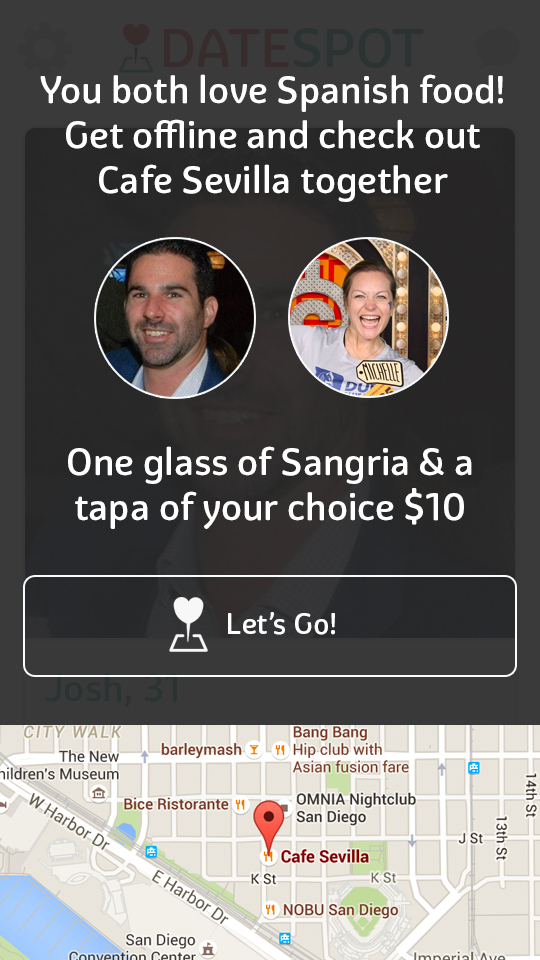 DATESPOT
You both love Spanish food!
Get offline and check out
Cafe Sevilla together
MICHELLE
DU
One glass of Sangria & a
tapa of your choice $10
Let's Go!
Josh, 31
CITY WALK
The New
hildren's Museum
barleymash
Bang Bang
Hip club with
Asian fusion fare
14th St
W Harbor Dr
Bice Ristorante
OMNIA Nightclub
San Diego
J St
13th St
Cafe Sevilla
K St
K St
E Harbor Dr
NOBU San Diego
San Diego
Convention Center
Imperial Ave